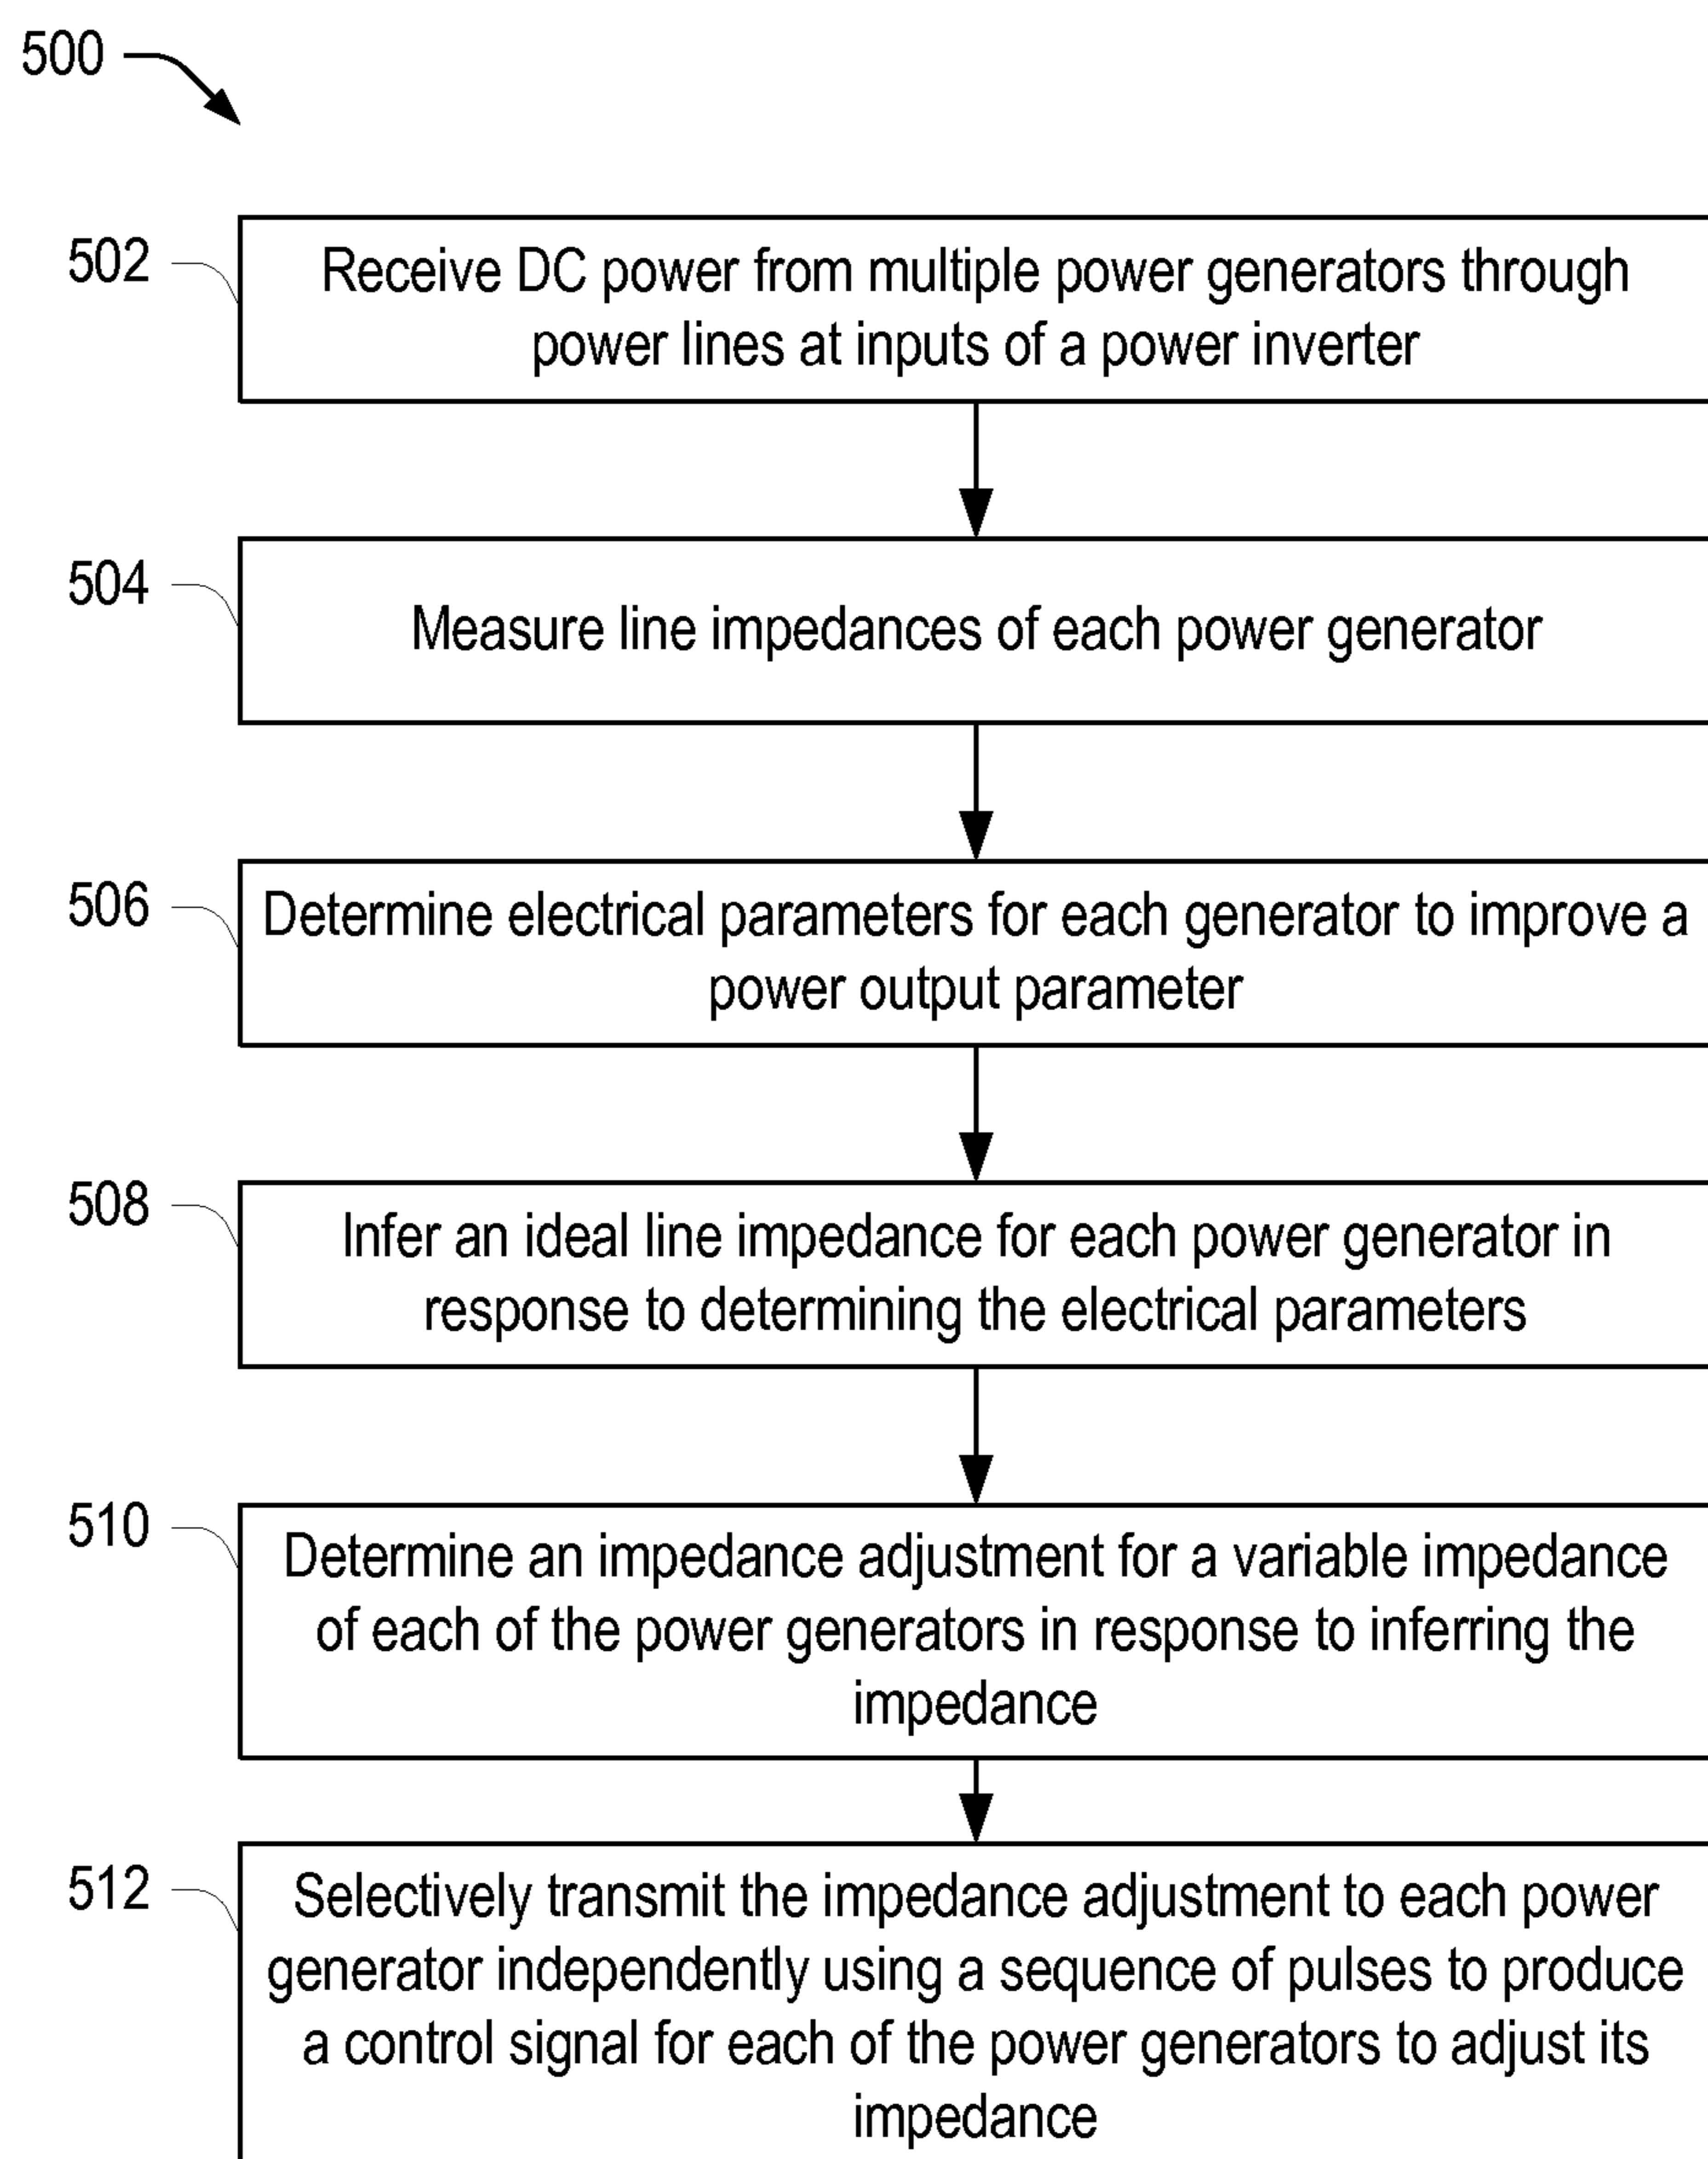 500
502
Receive DC power from multiple power generators through
power lines at inputs of a power inverter
504
Measure line impedances of each power generator
506
Determine electrical parameters for each generator to improve a
power output parameter
508
Infer an ideal line impedance for each power generator in
response to determining the electrical parameters
510
Determine an impedance adjustment for a variable impedance
of each of the power generators in response to inferring the
impedance
512
Selectively transmit the impedance adjustment to each power
generator independently using a sequence of pulses to produce
a control signal for each of the power generators to adjust its
impedance